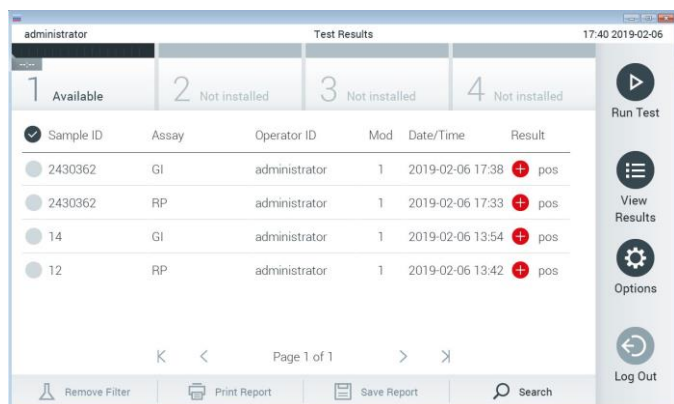 administrator Test Results 17:40 2019-02-06
--:--
1 Available 2 Not installed 3 Not installed 4 Not installed
Run Test
Sample ID Assay Operator ID Mod Date/Time Result
2430362 GI administrator 1 2019-02-06 17:38 pos
2430362 RP administrator 1 2019-02-06 17:33 pos
View
Results
14 GI administrator 1 2019-02-06 13:54 pos
12 RP administrator 1 2019-02-06 13:42 pos
Options
Page 1 of 1
Log Out
Remove Filter Print Report Save Report Search